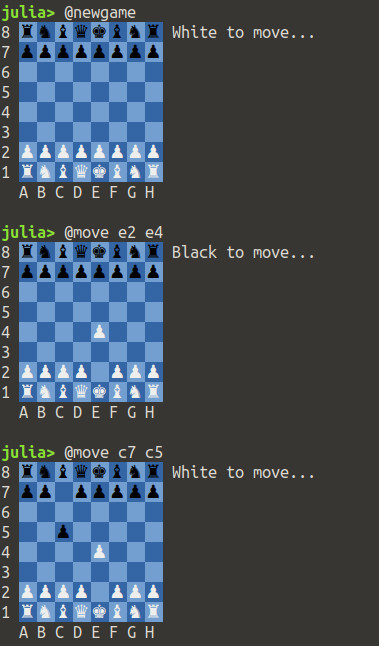 julia> @newgame
8 ♜♞♝♛♚♝♞♜ White to move...
7 ♟♟♟♟♟♟♟♟
6
5
4
3
2 ♟♟♟♟♟♟♟♟
1 ♜♞♝♛♚♝♞♜
A B C D E F G H
julia> @move e2 e4
8 ♜♞♝♛♚♝♞♜ Black to move...
7 ♟♟♟♟♟♟♟♟
6
5
4 ♟
3
2 ♟♟♟♟ ♟♟♟
1 ♜♞♝♛♚♝♞♜
A B C D E F G H
julia> @move c7 c5
8 ♜♞♝♛♚♝♞♜ White to move...
7 ♟♟ ♟♟♟♟♟
6
5 ♟
4 ♟
3
2 ♟♟♟♟ ♟♟♟
1 ♜♞♝♛♚♝♞♜
A B C D E F G H